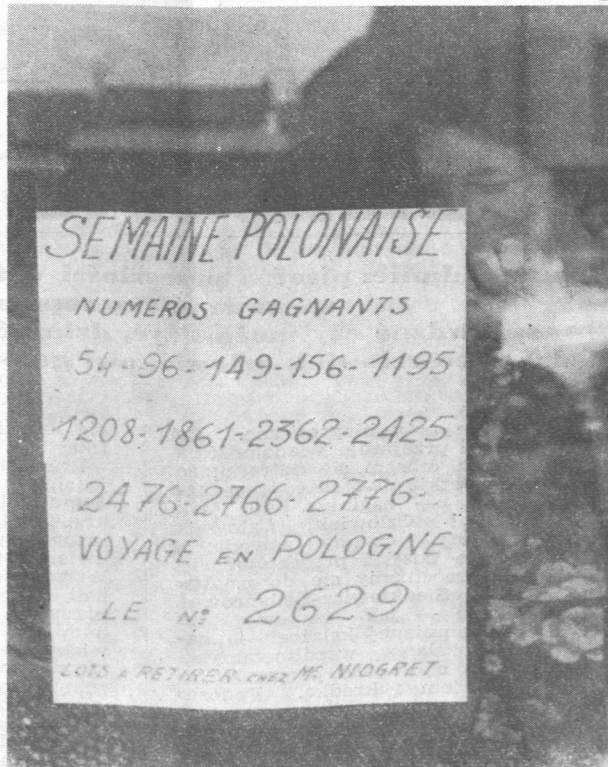 SEMAINE POLONAISE
NUMEROS GAGNANTS
54-96-149-156-1195
1208-1861-2362-2425
2476-2766-2776-
VOYAGE EN POLOGNE
LE Nº 2629
LOTS A RETIRER CHEZ Mr NIOGRET